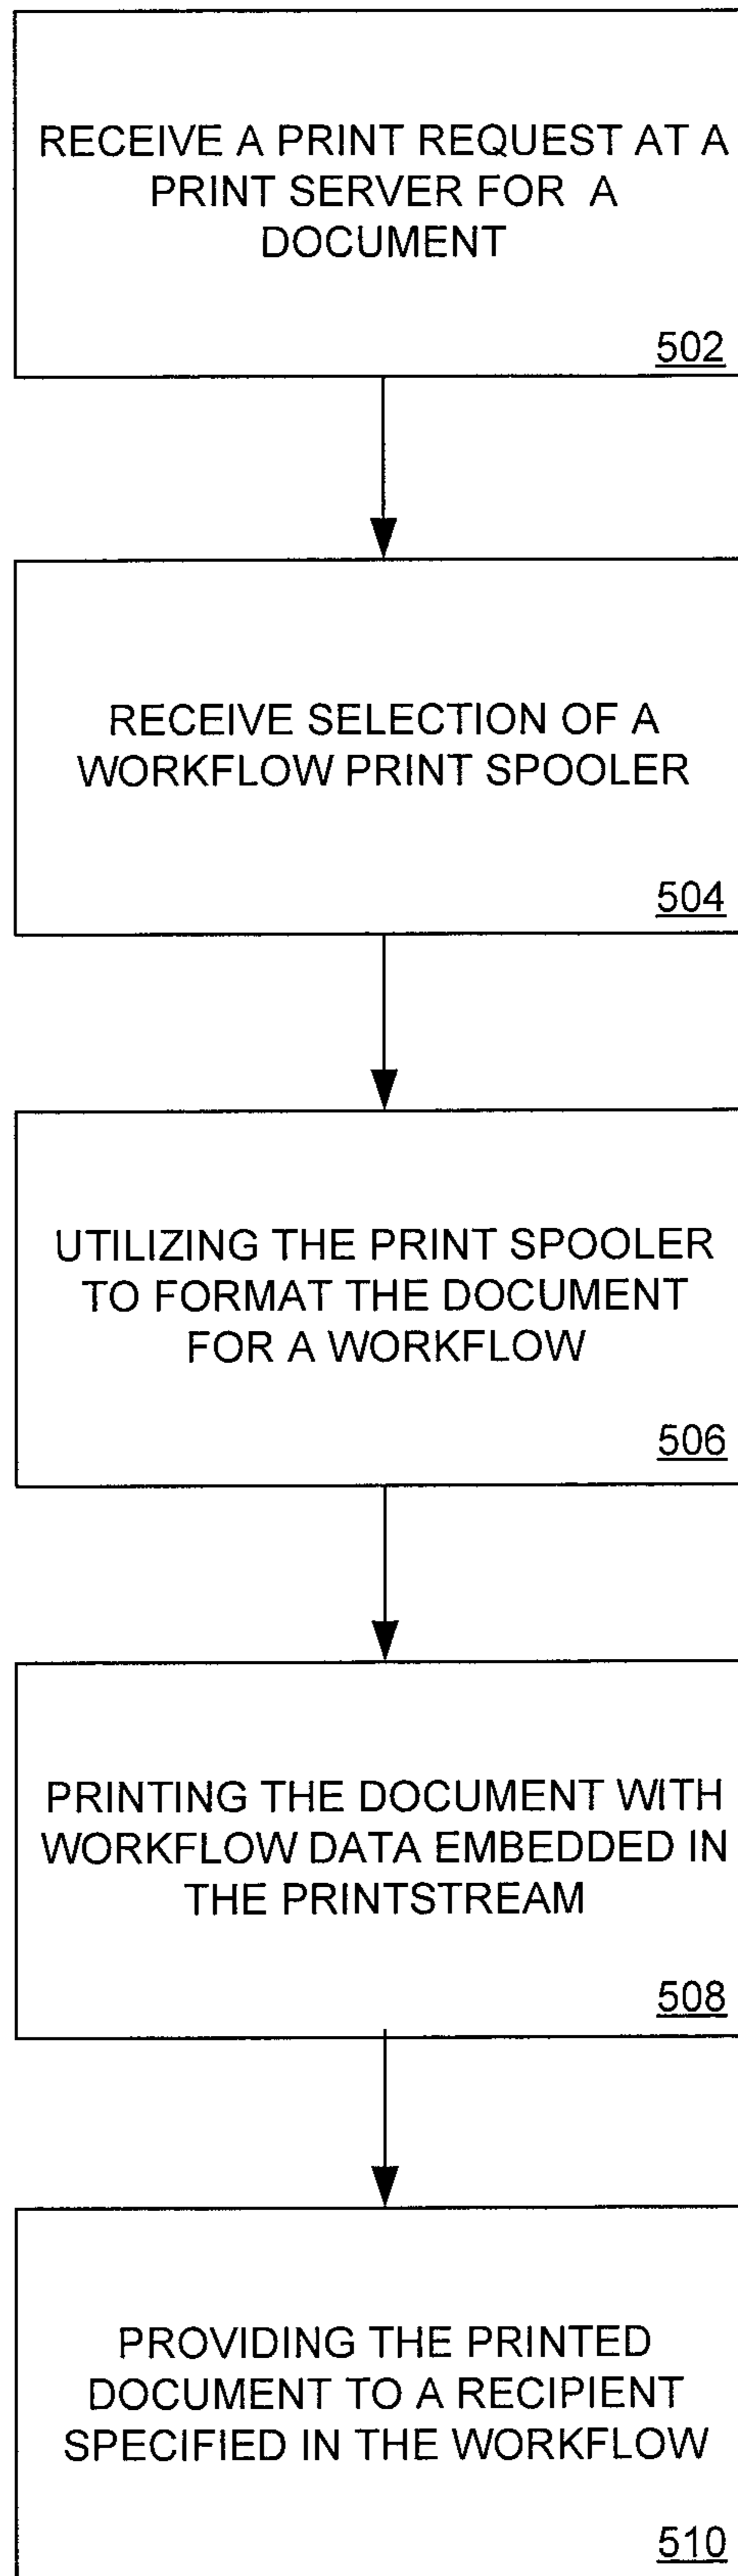 RECEIVE A PRINT REQUEST AT A
PRINT SERVER FOR A
DOCUMENT
502
RECEIVE SELECTION OF A
WORKFLOW PRINT SPOOLER
504
UTILIZING THE PRINT SPOOLER
TO FORMAT THE DOCUMENT
FOR A WORKFLOW
506
PRINTING THE DOCUMENT WITH
WORKFLOW DATA EMBEDDED IN
THE PRINTSTREAM
508
PROVIDING THE PRINTED
DOCUMENT TO A RECIPIENT
SPECIFIED IN THE WORKFLOW
510